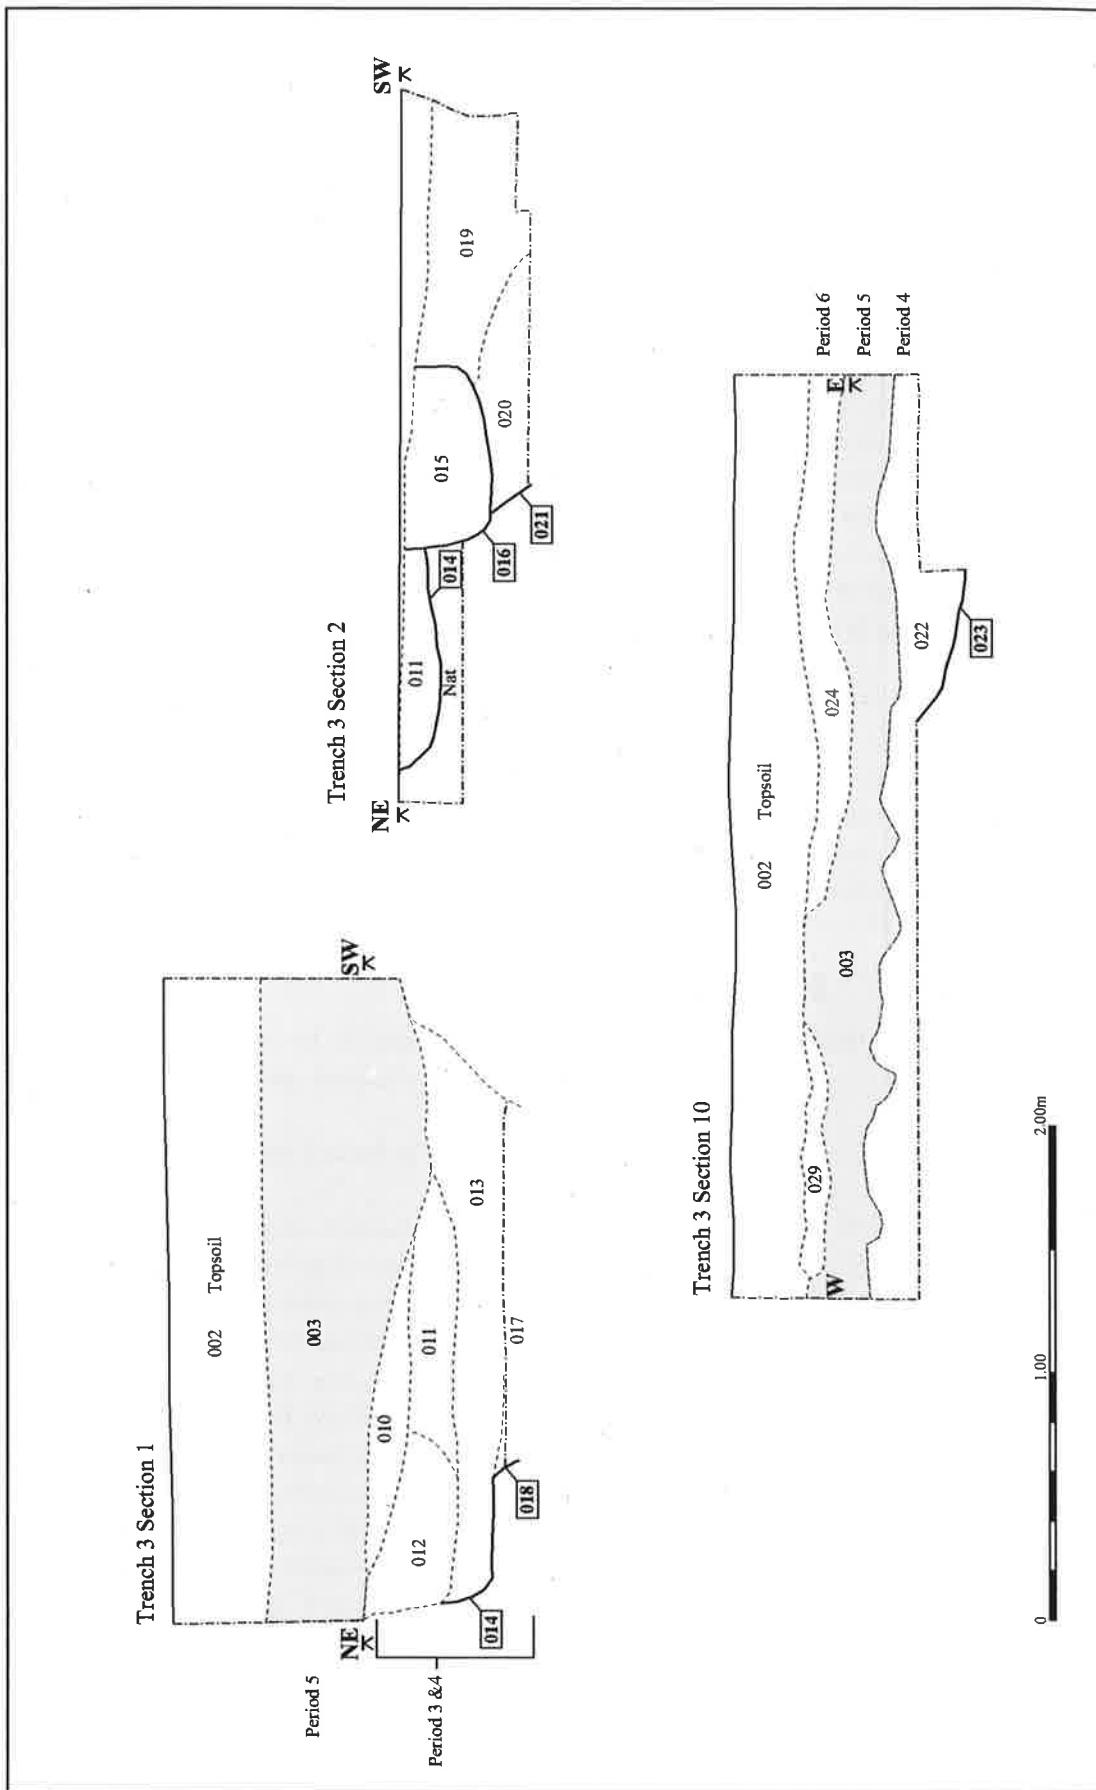 Trench 3 Section 1
002 Topsoil
003
010
011
012
013
017
014
018
NE
SW
Period 5
Period 3 &4
Trench 3 Section 2
NE
SW
011
Nat
014
015
016
021
020
019
Trench 3 Section 10
002 Topsoil
029
003
024
022
023
W
E
Period 6
Period 5
Period 4
0
1.00
2.00m